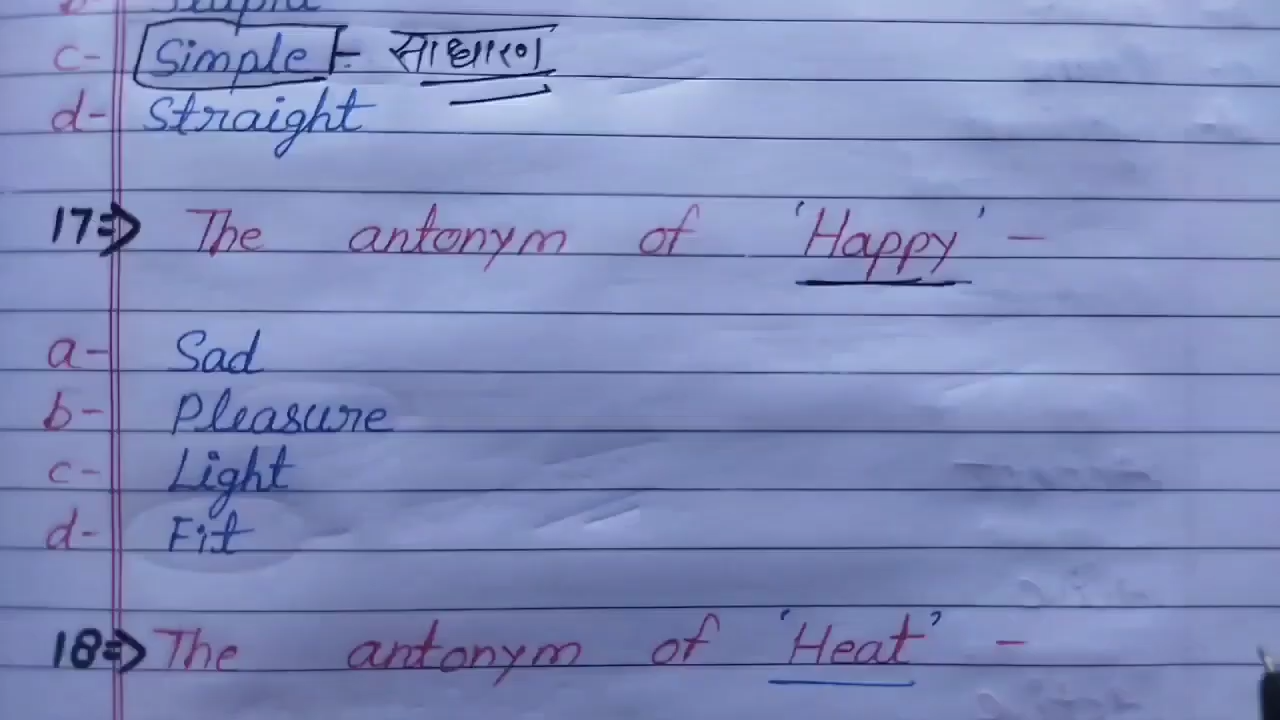 c- Simple - साधारण
d- Straight
17⇒ The antonym of 'Happy' -
a- Sad
b- Pleasure
c- Light
d- Fit
18⇒ The antonym of 'Heat' -